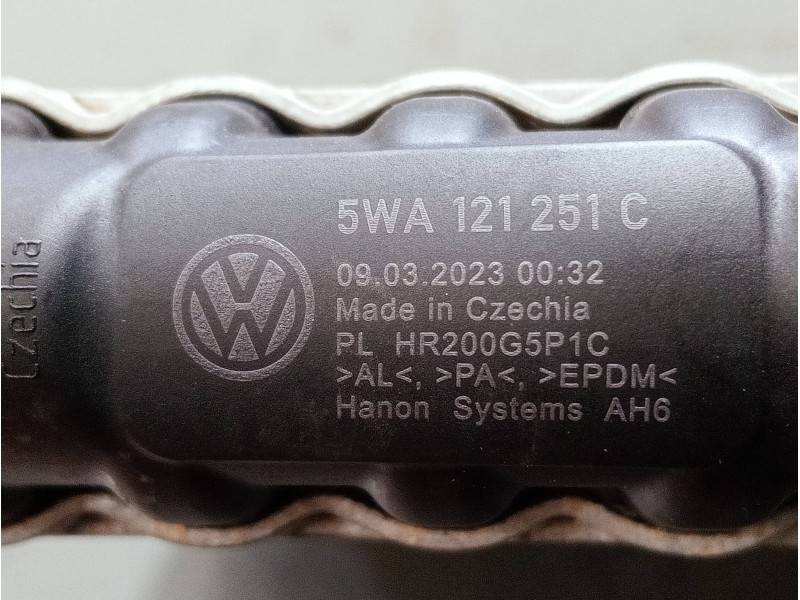 5WA 121 251 C
09.03.2023 00:32
Made in Czechia
PL HR200G5P1C
>AL<, >PA<, >EPDM<
Hanon Systems AH6
Czechia